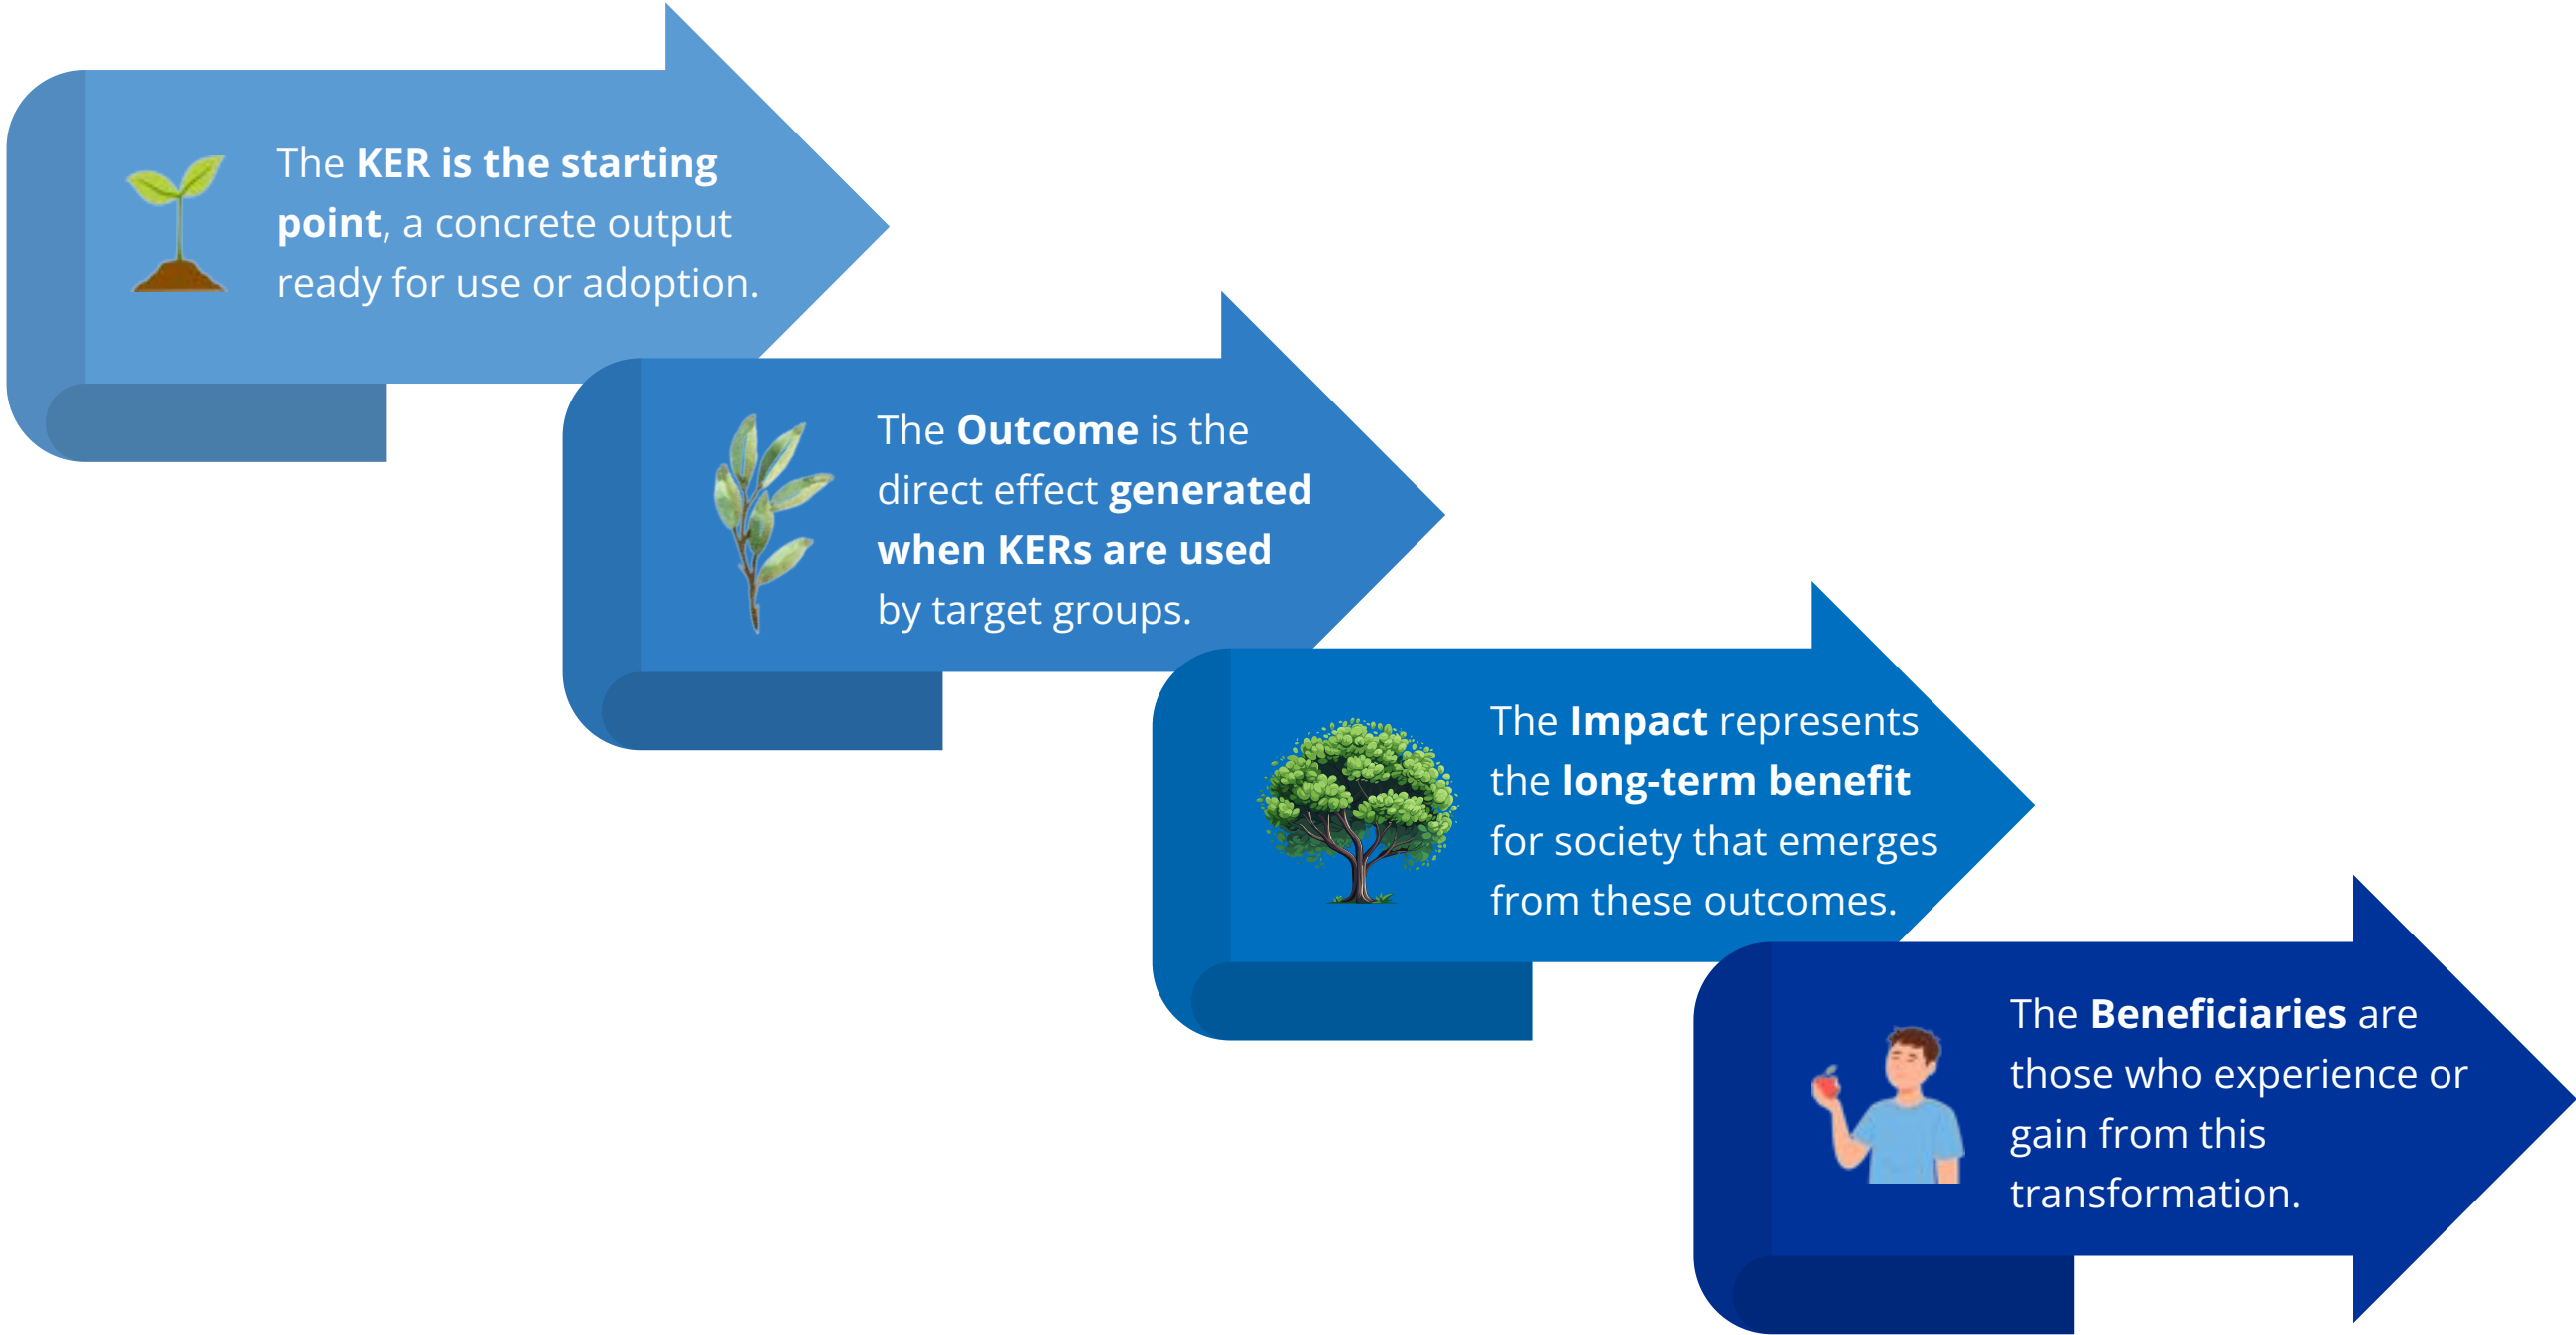 The KER is the starting
point, a concrete output
ready for use or adoption.
The Outcome is the
direct effect generated
when KERs are used
by target groups.
The Impact represents
the long-term benefit
for society that emerges
from these outcomes.
The Beneficiaries are
those who experience or
gain from this
transformation.